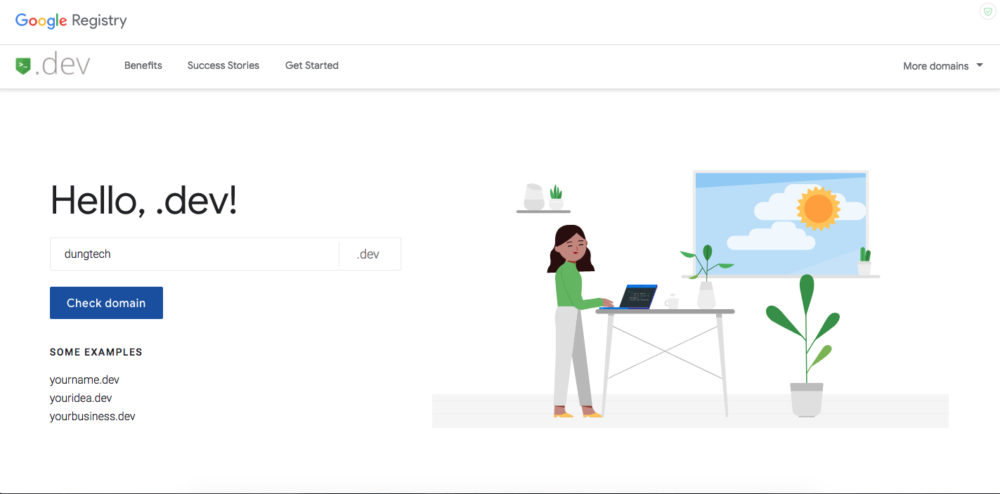 Google Registry
>_ .dev
Benefits
Success Stories
Get Started
More domains
Hello, .dev!
dungtech
.dev
Check domain
SOME EXAMPLES
yourname.dev
youridea.dev
yourbusiness.dev